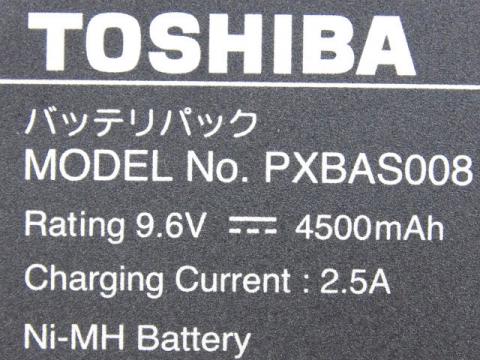 TOSHIBA
バッテリパック
MODEL No. PXBAS008
Rating 9.6V ⎓ 4500mAh
Charging Current : 2.5A
Ni-MH Battery